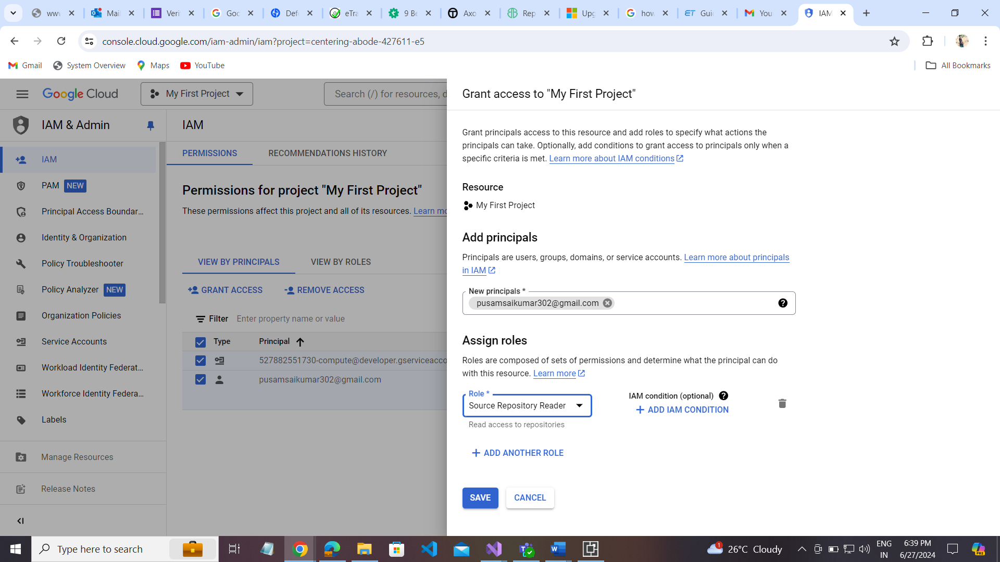 www
Mai
Veri
Goo
Defe
eTra
9 Be
Axo
Rep
Upg
how
Guid
You
IAM
console.cloud.google.com/iam-admin/iam?project=centering-abode-427611-e5
Gmail
System Overview
Maps
YouTube
All Bookmarks
Google Cloud
My First Project
Search (/) for resources, d
IAM & Admin
IAM
PAM NEW
Principal Access Boundar...
Identity & Organization
Policy Troubleshooter
Policy Analyzer NEW
Organization Policies
Service Accounts
Workload Identity Federat...
Workforce Identity Federa...
Labels
Manage Resources
Release Notes
IAM
PERMISSIONS
RECOMMENDATIONS HISTORY
Permissions for project "My First Project"
These permissions affect this project and all of its resources. Learn mo
VIEW BY PRINCIPALS
VIEW BY ROLES
GRANT ACCESS
REMOVE ACCESS
Filter Enter property name or value
Type Principal
527882551730-compute@developer.gserviceacco
pusamsaikumar302@gmail.com
Grant access to "My First Project"
Grant principals access to this resource and add roles to specify what actions the
principals can take. Optionally, add conditions to grant access to principals only when a
specific criteria is met. Learn more about IAM conditions
Resource
My First Project
Add principals
Principals are users, groups, domains, or service accounts. Learn more about principals
in IAM
New principals *
pusamsaikumar302@gmail.com
Assign roles
Roles are composed of sets of permissions and determine what the principal can do
with this resource. Learn more
Role *
Source Repository Reader
Read access to repositories
IAM condition (optional)
ADD IAM CONDITION
ADD ANOTHER ROLE
SAVE
CANCEL
Type here to search
1
26°C Cloudy
ENG
IN
6:39 PM
6/27/2024
PRE